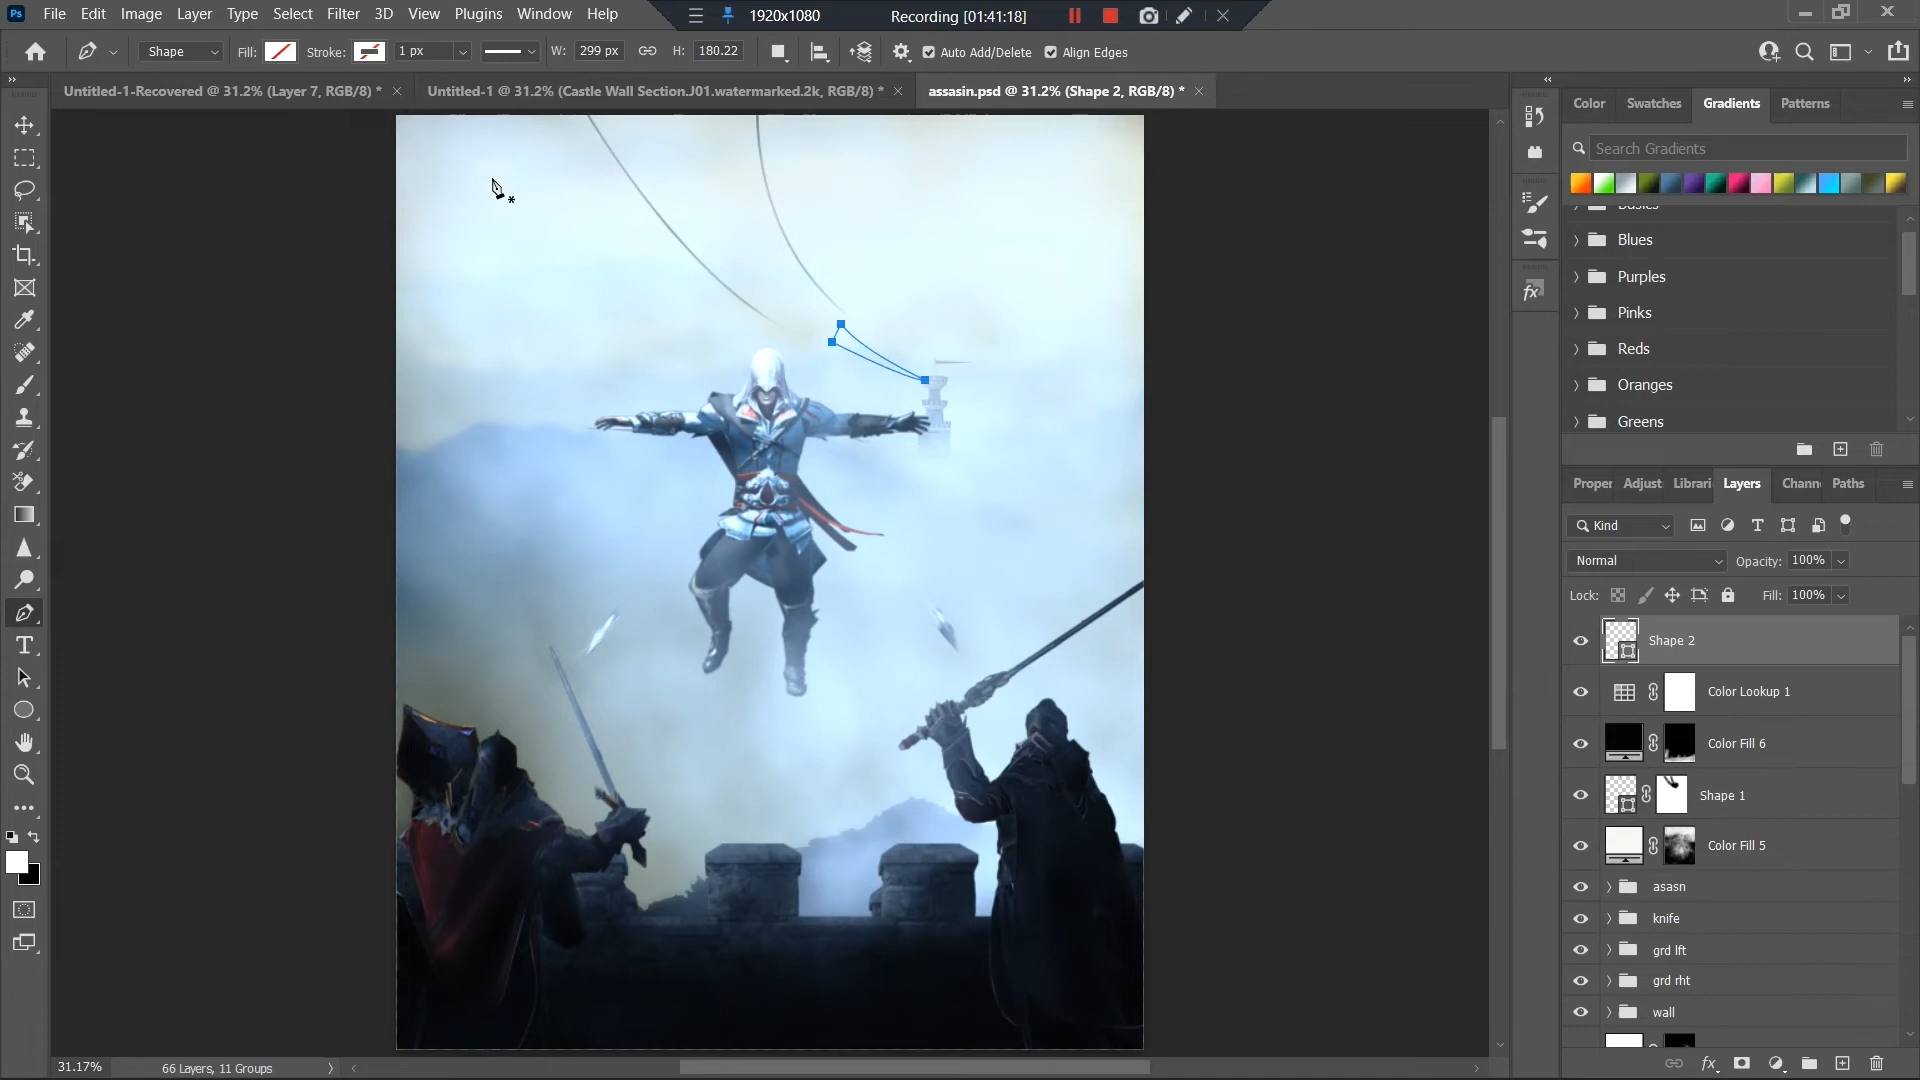 Ps File Edit Image Layer Type Select Filter 3D View Plugins Window Help
1920x1080 Recording [01:41:18]
Shape Fill: Stroke: 1 px W: 299 px H: 180.22 Auto Add/Delete Align Edges
Untitled-1-Recovered @ 31.2% (Layer 7, RGB/8) *
Untitled-1 @ 31.2% (Castle Wall Section.J01.watermarked.2k, RGB/8) *
assasin.psd @ 31.2% (Shape 2, RGB/8) *
Color Swatches Gradients Patterns
Search Gradients
Basics
Blues
Purples
Pinks
Reds
Oranges
Greens
Proper Adjust Librari Layers Chann Paths
Kind
Normal Opacity: 100%
Lock: Fill: 100%
Shape 2
Color Lookup 1
Color Fill 6
Shape 1
Color Fill 5
asasn
knife
grd lft
grd rht
wall
fx
31.17% 66 Layers, 11 Groups
fx